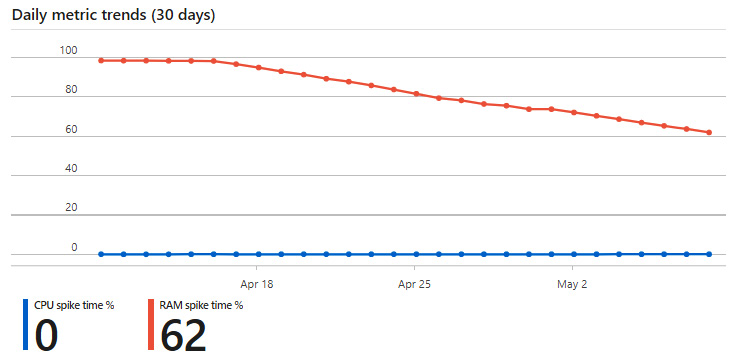 Daily metric trends (30 days)
100
80
60
40
20
0
Apr 18 Apr 25 May 2
CPU spike time % RAM spike time %
0 62